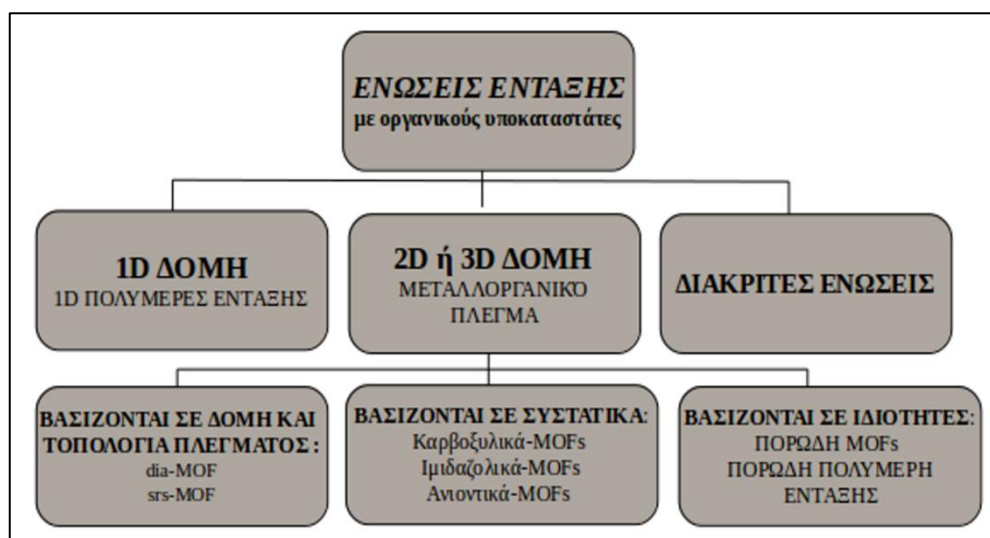 ΕΝΩΣΕΙΣ ΕΝΤΑΞΗΣ
με οργανικούς υποκαταστάτες
1D ΔΟΜΗ
1D ΠΟΛΥΜΕΡΕΣ ΕΝΤΑΞΗΣ
2D ή 3D ΔΟΜΗ
ΜΕΤΑΛΛΟΡΓΑΝΙΚΌ
ΠΛΕΓΜΑ
ΔΙΑΚΡΙΤΕΣ ΕΝΩΣΕΙΣ
ΒΑΣΙΖΟΝΤΑΙ ΣΕ ΔΟΜΗ ΚΑΙ
ΤΟΠΟΛΟΓΙΑ ΠΛΕΓΜΑΤΟΣ :
dia-MOF
srs-MOF
ΒΑΣΙΖΟΝΤΑΙ ΣΕ ΣΥΣΤΑΤΙΚΑ:
Καρβοξυλικά-MOFs
Ιμιδαζολικά-MOFs
Ανιοντικά-MOFs
ΒΑΣΙΖΟΝΤΑΙ ΣΕ ΙΔΙΟΤΗΤΕΣ:
ΠΟΡΩΔΗ MOFs
ΠΟΡΩΔΗ ΠΟΛΥΜΕΡΗ
ΕΝΤΑΞΗΣ